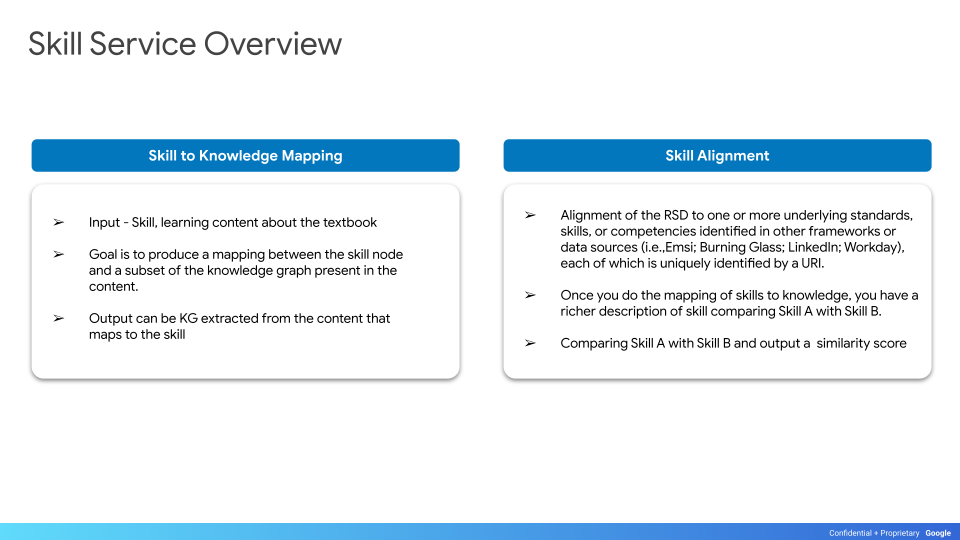 Skill Service Overview
Skill to Knowledge Mapping
➢ Input - Skill, learning content about the textbook
➢ Goal is to produce a mapping between the skill node
and a subset of the knowledge graph present in the
content.
➢ Output can be KG extracted from the content that
maps to the skill
Skill Alignment
➢ Alignment of the RSD to one or more underlying standards,
skills, or competencies identified in other frameworks or
data sources (i.e.,Emsi; Burning Glass; LinkedIn; Workday),
each of which is uniquely identified by a URI.
➢ Once you do the mapping of skills to knowledge, you have a
richer description of skill comparing Skill A with Skill B.
➢ Comparing Skill A with Skill B and output a  similarity score
Confidential + Proprietary Google